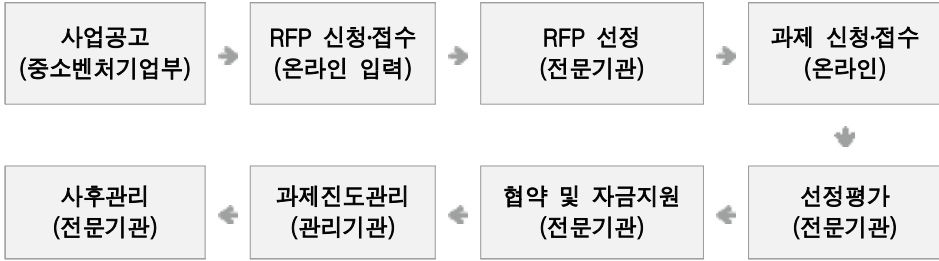 사업공고
(중소벤처기업부)
RFP 신청·접수
(온라인 입력)
RFP 선정
(전문기관)
과제 신청·접수
(온라인)
선정평가
(전문기관)
협약 및 자금지원
(전문기관)
과제진도관리
(관리기관)
사후관리
(전문기관)